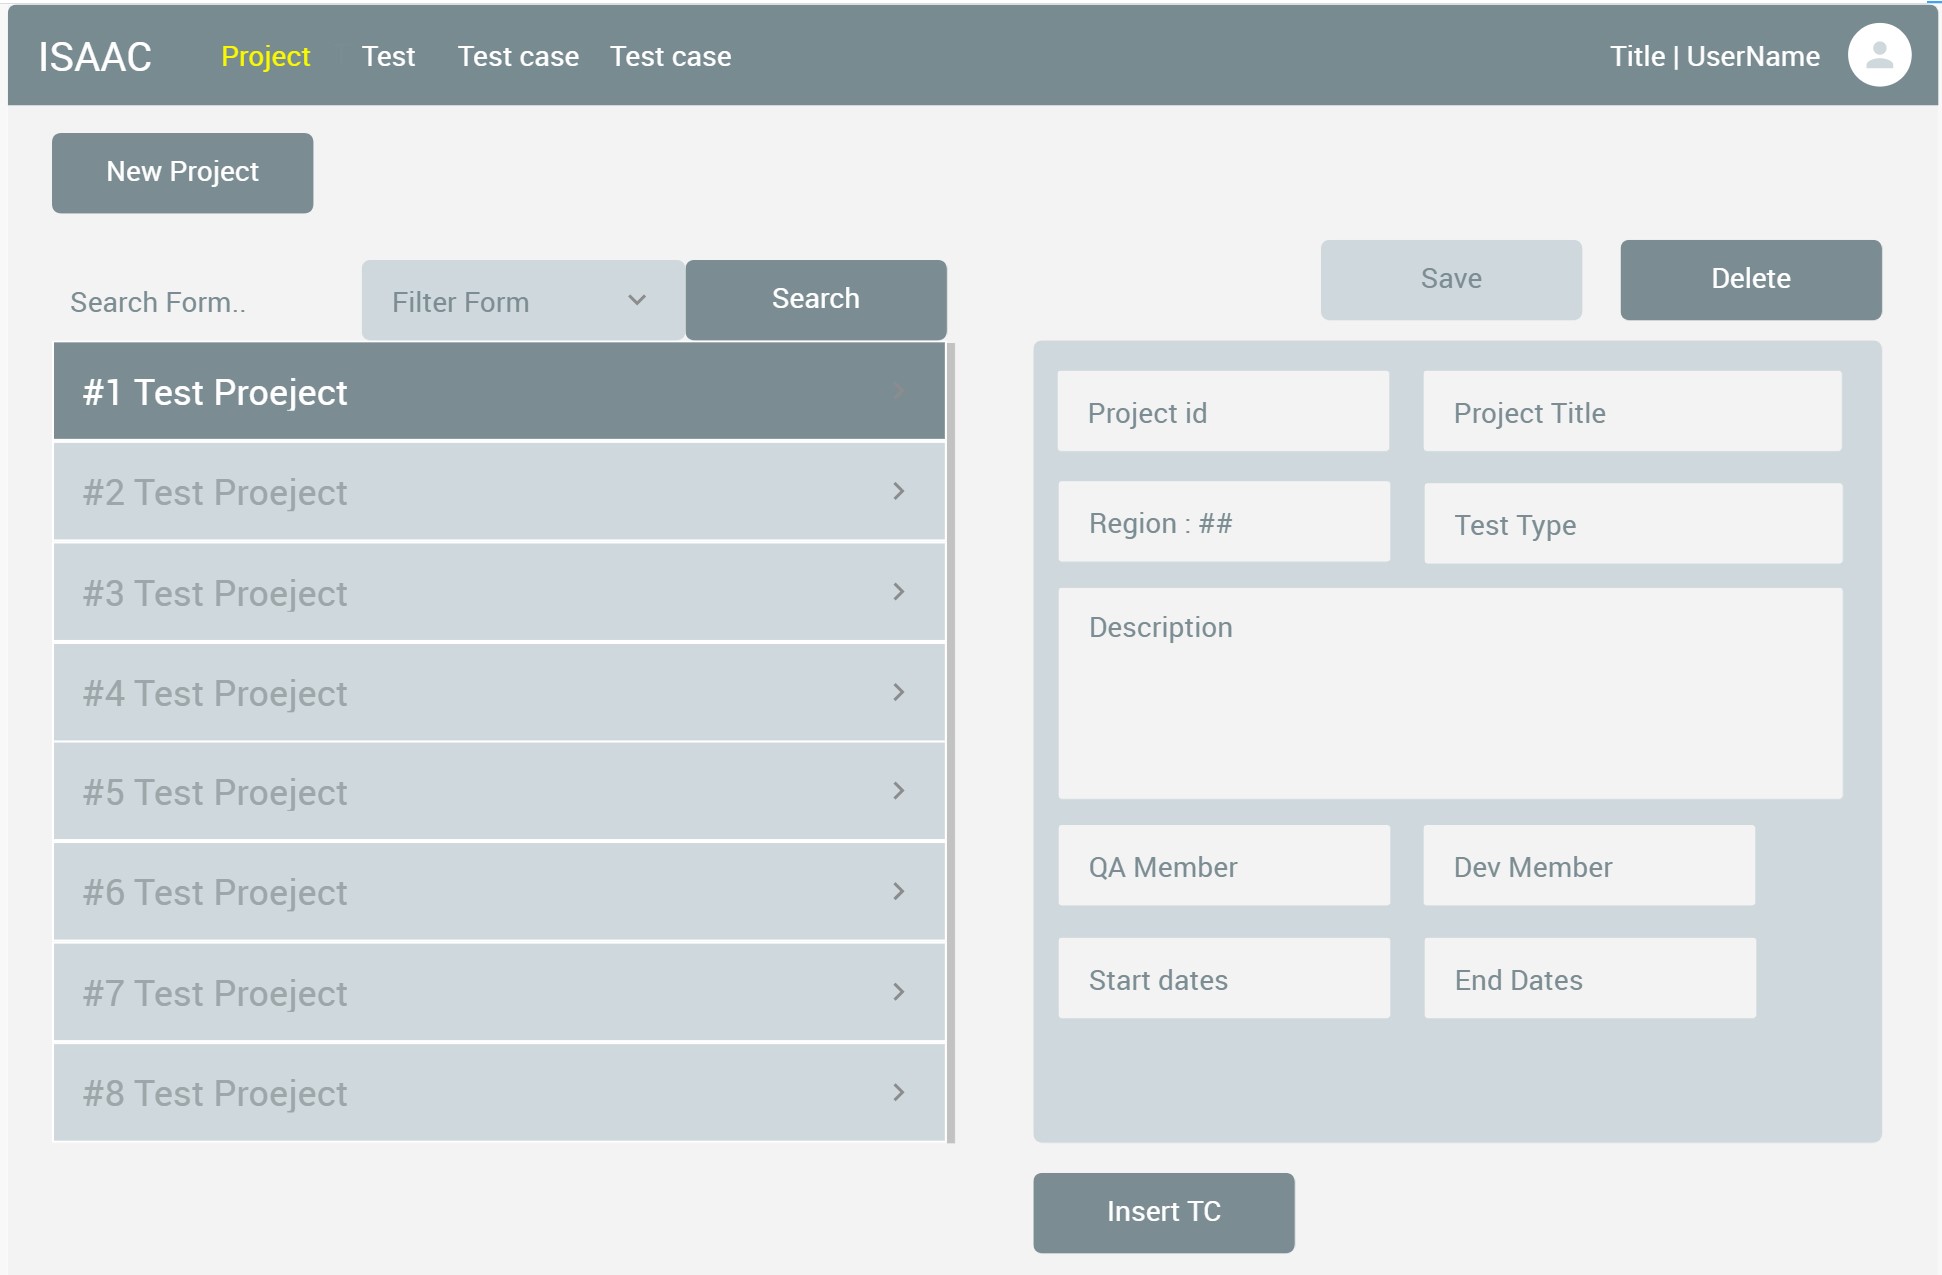 ISAAC Project Test Test case Test case Title | UserName
New Project
Search Form.. Filter Form Search
Save Delete
#1 Test Proeject
#2 Test Proeject
#3 Test Proeject
#4 Test Proeject
#5 Test Proeject
#6 Test Proeject
#7 Test Proeject
#8 Test Proeject
Project id Project Title
Region : ## Test Type
Description
QA Member Dev Member
Start dates End Dates
Insert TC